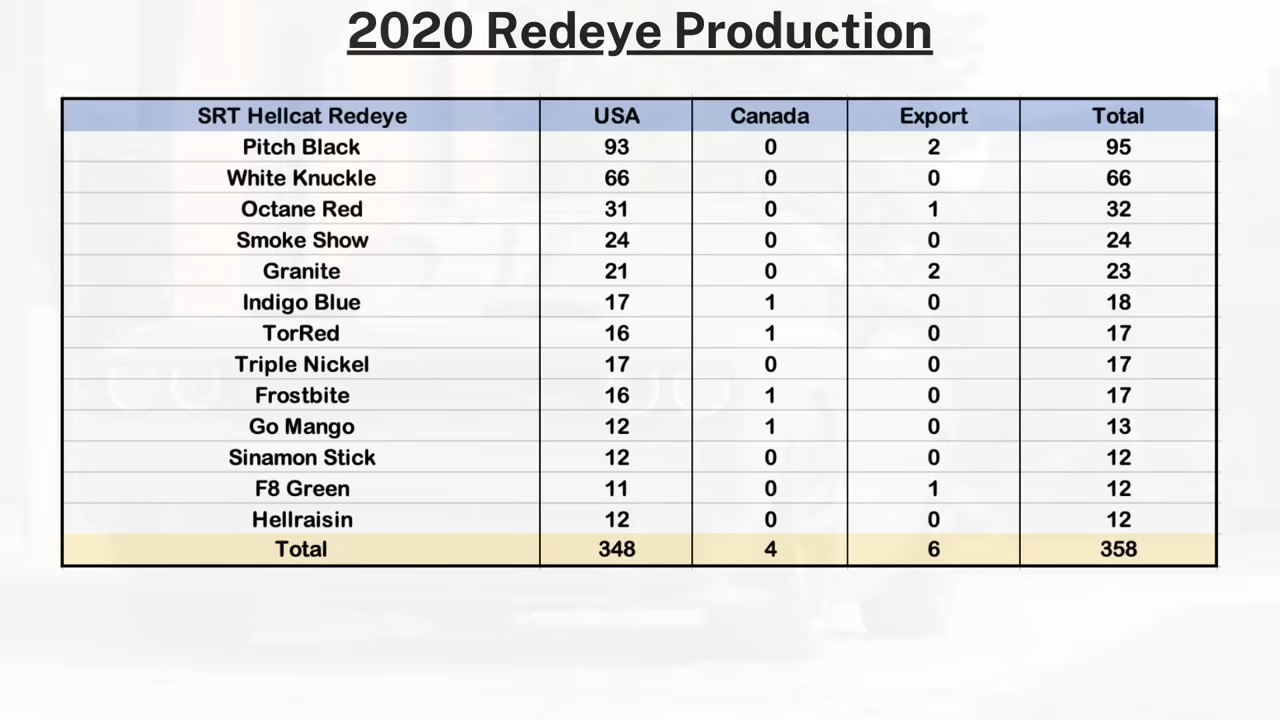 2020 Redeye Production
SRT Hellcat Redeye USA Canada Export Total
Pitch Black 93 0 2 95
White Knuckle 66 0 0 66
Octane Red 31 0 1 32
Smoke Show 24 0 0 24
Granite 21 0 2 23
Indigo Blue 17 1 0 18
TorRed 16 1 0 17
Triple Nickel 17 0 0 17
Frostbite 16 1 0 17
Go Mango 12 1 0 13
Sinamon Stick 12 0 0 12
F8 Green 11 0 1 12
Hellraisin 12 0 0 12
Total 348 4 6 358